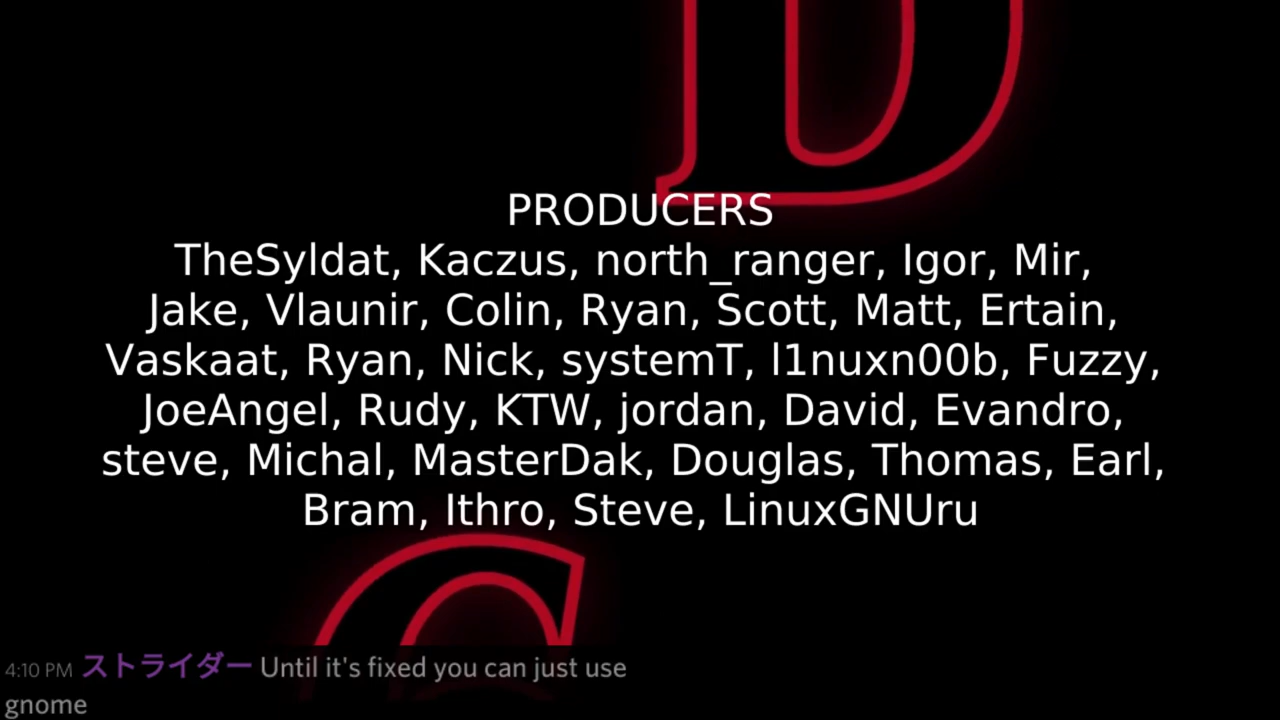 PRODUCERS
TheSyldat, Kaczus, north_ranger, Igor, Mir,
Jake, Vlaunir, Colin, Ryan, Scott, Matt, Ertain,
Vaskaat, Ryan, Nick, systemT, l1nuxn00b, Fuzzy,
JoeAngel, Rudy, KTW, jordan, David, Evandro,
steve, Michal, MasterDak, Douglas, Thomas, Earl,
Bram, Ithro, Steve, LinuxGNUru
4:10 PM ストライダー Until it's fixed you can just use
gnome